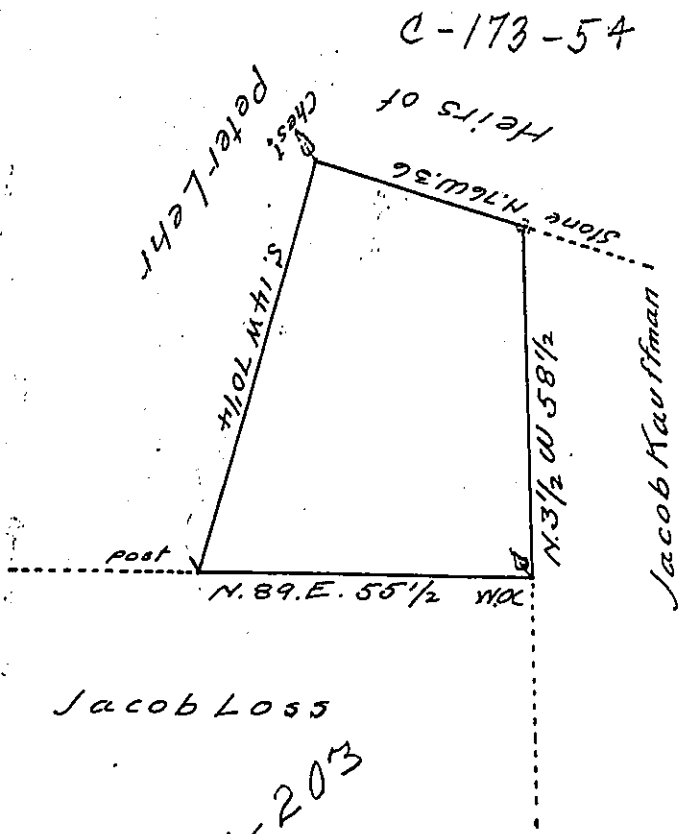 C-173-54
Heirs of
Peter Lehr
Chest.
N.76W.36
Stone
S.14W 70 1/4
N.3 1/2 W 58 1/2
Jacob Kauffman
post
N.89.E. 55 1/2
W.O.
Jacob Loss
-203